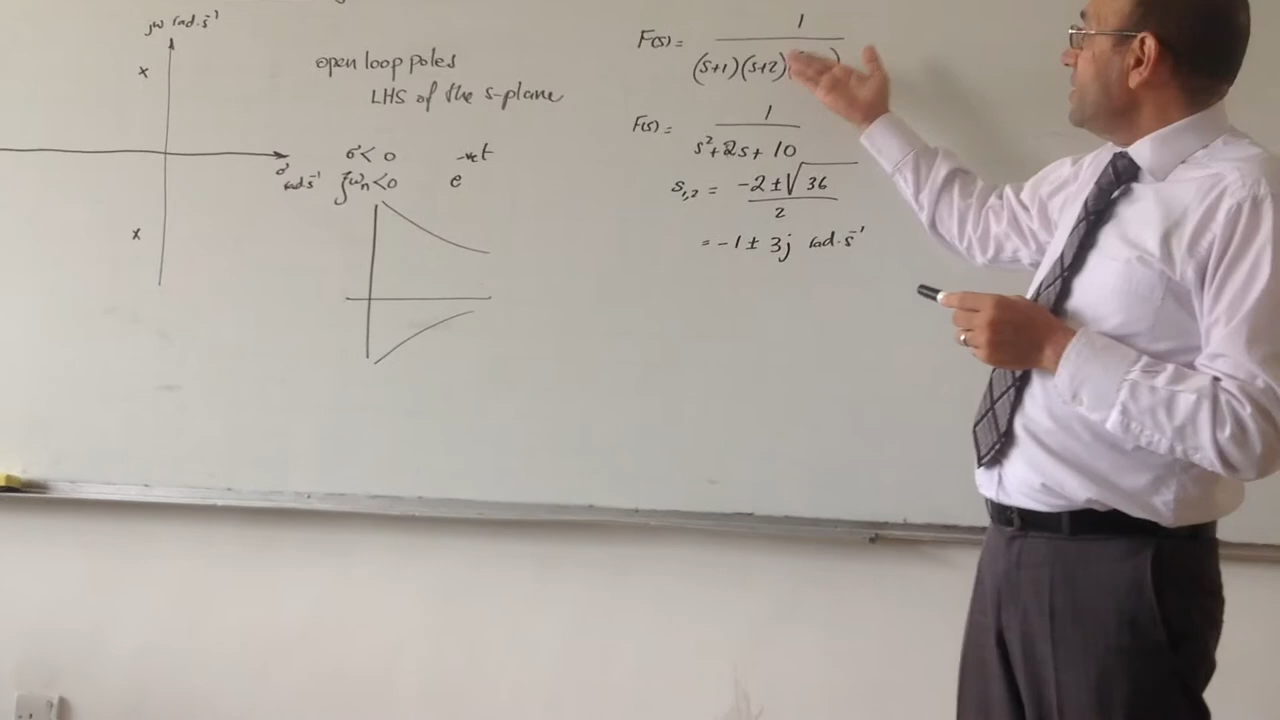 jω rad·s⁻¹
x
σ
rad s⁻¹
x
open loop poles
LHS of the s-plane
σ < 0 -ve t
ζωn < 0 e
F(s) = 1 / (s+1)(s+2)( )
F(s) = 1 / s²+2s+10
s1,2 = -2 ± √36 / 2
= -1 ± 3j rad·s⁻¹